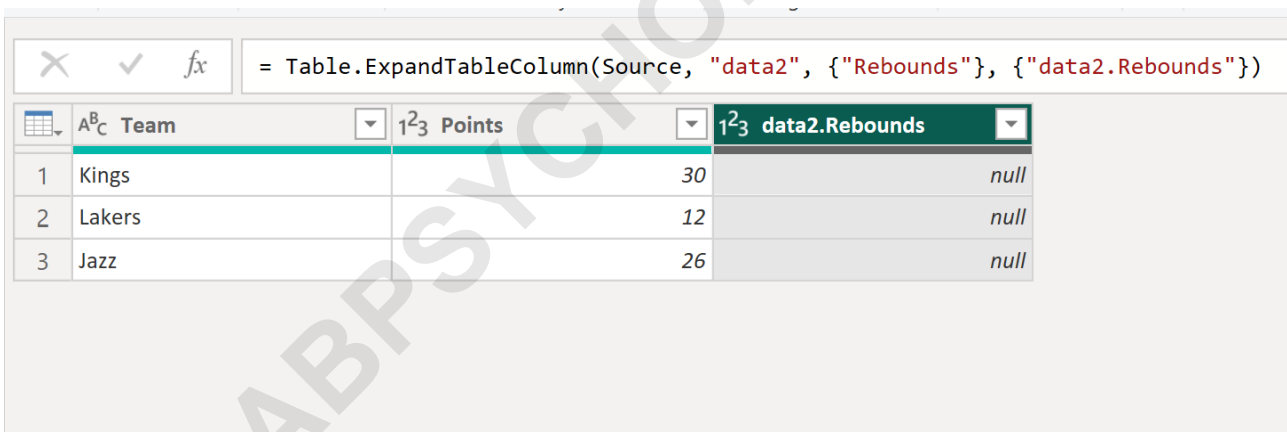 fx = Table.ExpandTableColumn(Source, "data2", {"Rebounds"}, {"data2.Rebounds"})
ABC Team 123 Points 123 data2.Rebounds
1 Kings 30 null
2 Lakers 12 null
3 Jazz 26 null
ABPSYCHO